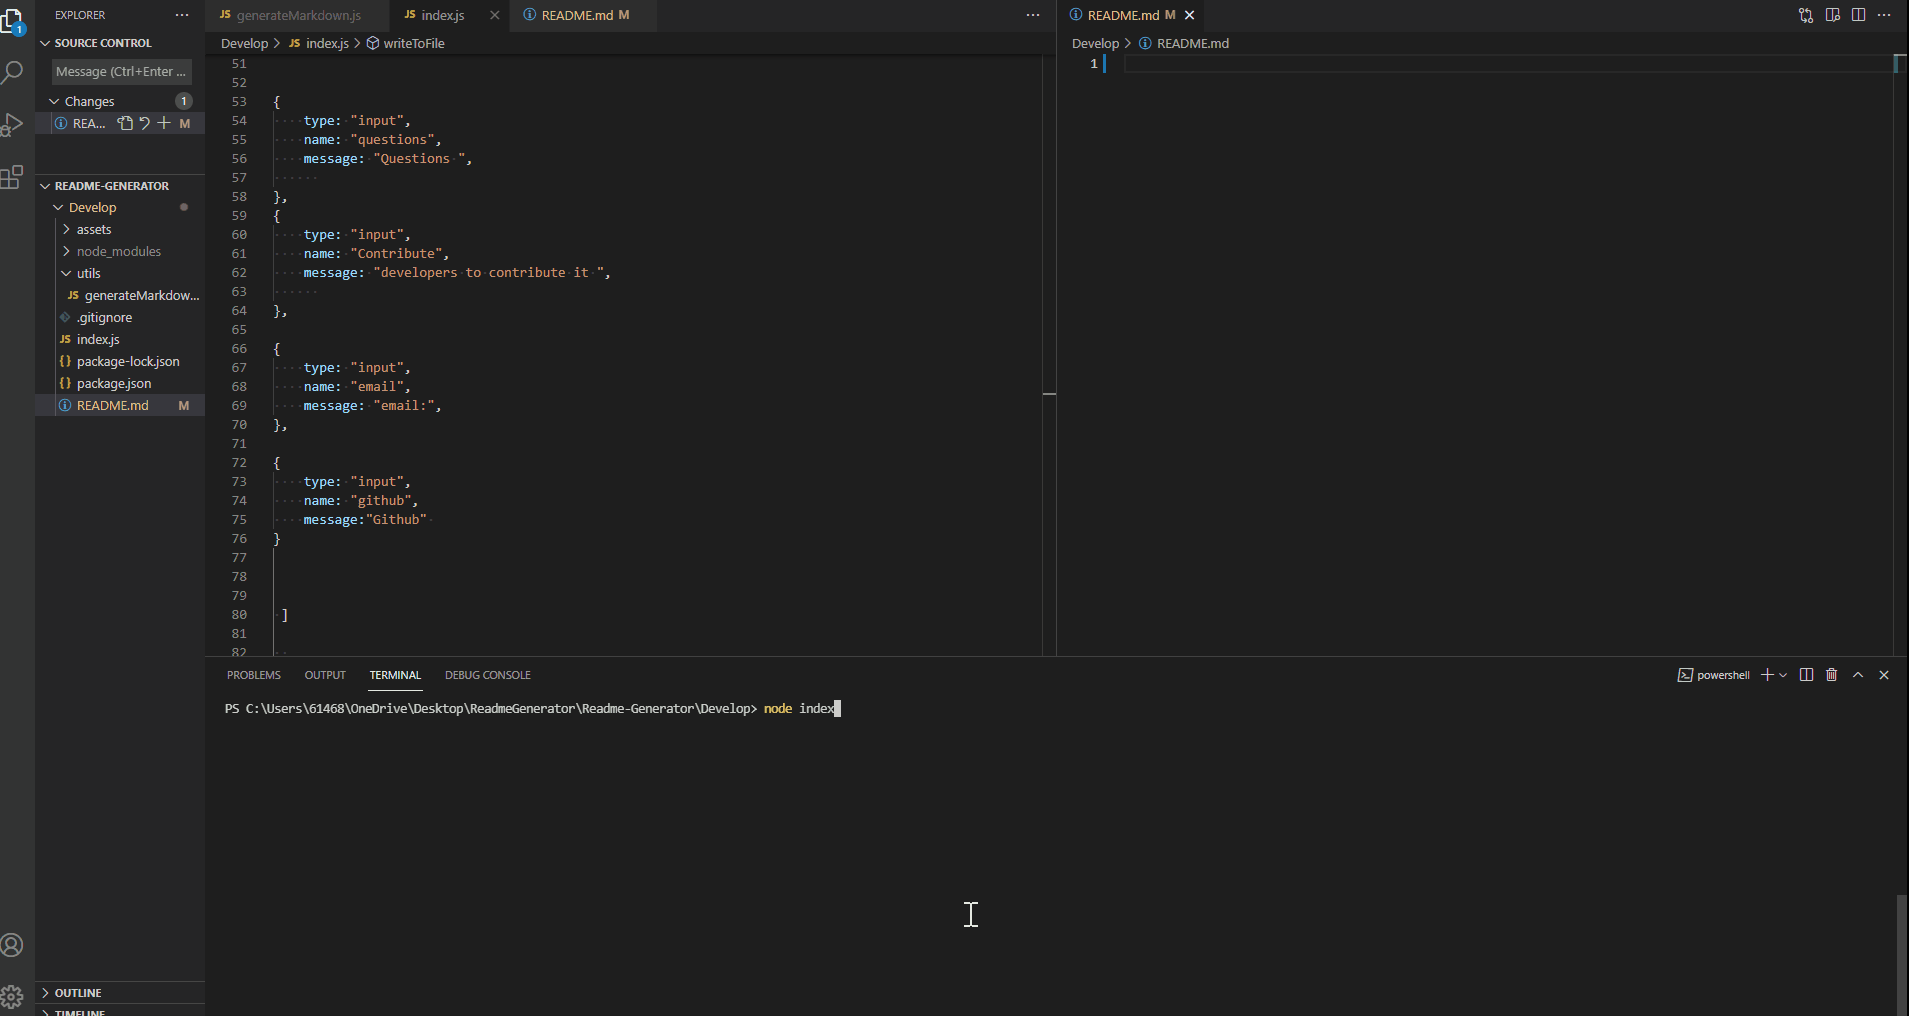 EXPLORER ...
SOURCE CONTROL
Message (Ctrl+Enter ...
Changes 1
REA... M
README-GENERATOR
Develop
assets
node_modules
utils
JS generateMarkdow...
.gitignore
JS index.js
{} package-lock.json
{} package.json
README.md M
OUTLINE
TIMELINE
1
JS generateMarkdown.js
JS index.js
README.md M
...
Develop > JS index.js > writeToFile
51
52
53 {
54 type: "input",
55 name: "questions",
56 message: "Questions ",
57
58 },
59 {
60 type: "input",
61 name: "Contribute",
62 message: "developers to contribute it ",
63
64 },
65
66 {
67 type: "input",
68 name: "email",
69 message: "email:",
70 },
71
72 {
73 type: "input",
74 name: "github",
75 message:"Github"
76 }
77
78
79
80 ]
81
82
README.md M
...
Develop > README.md
1
PROBLEMS OUTPUT TERMINAL DEBUG CONSOLE
powershell
PS C:\Users\61468\OneDrive\Desktop\ReadmeGenerator\Readme-Generator\Develop> node index